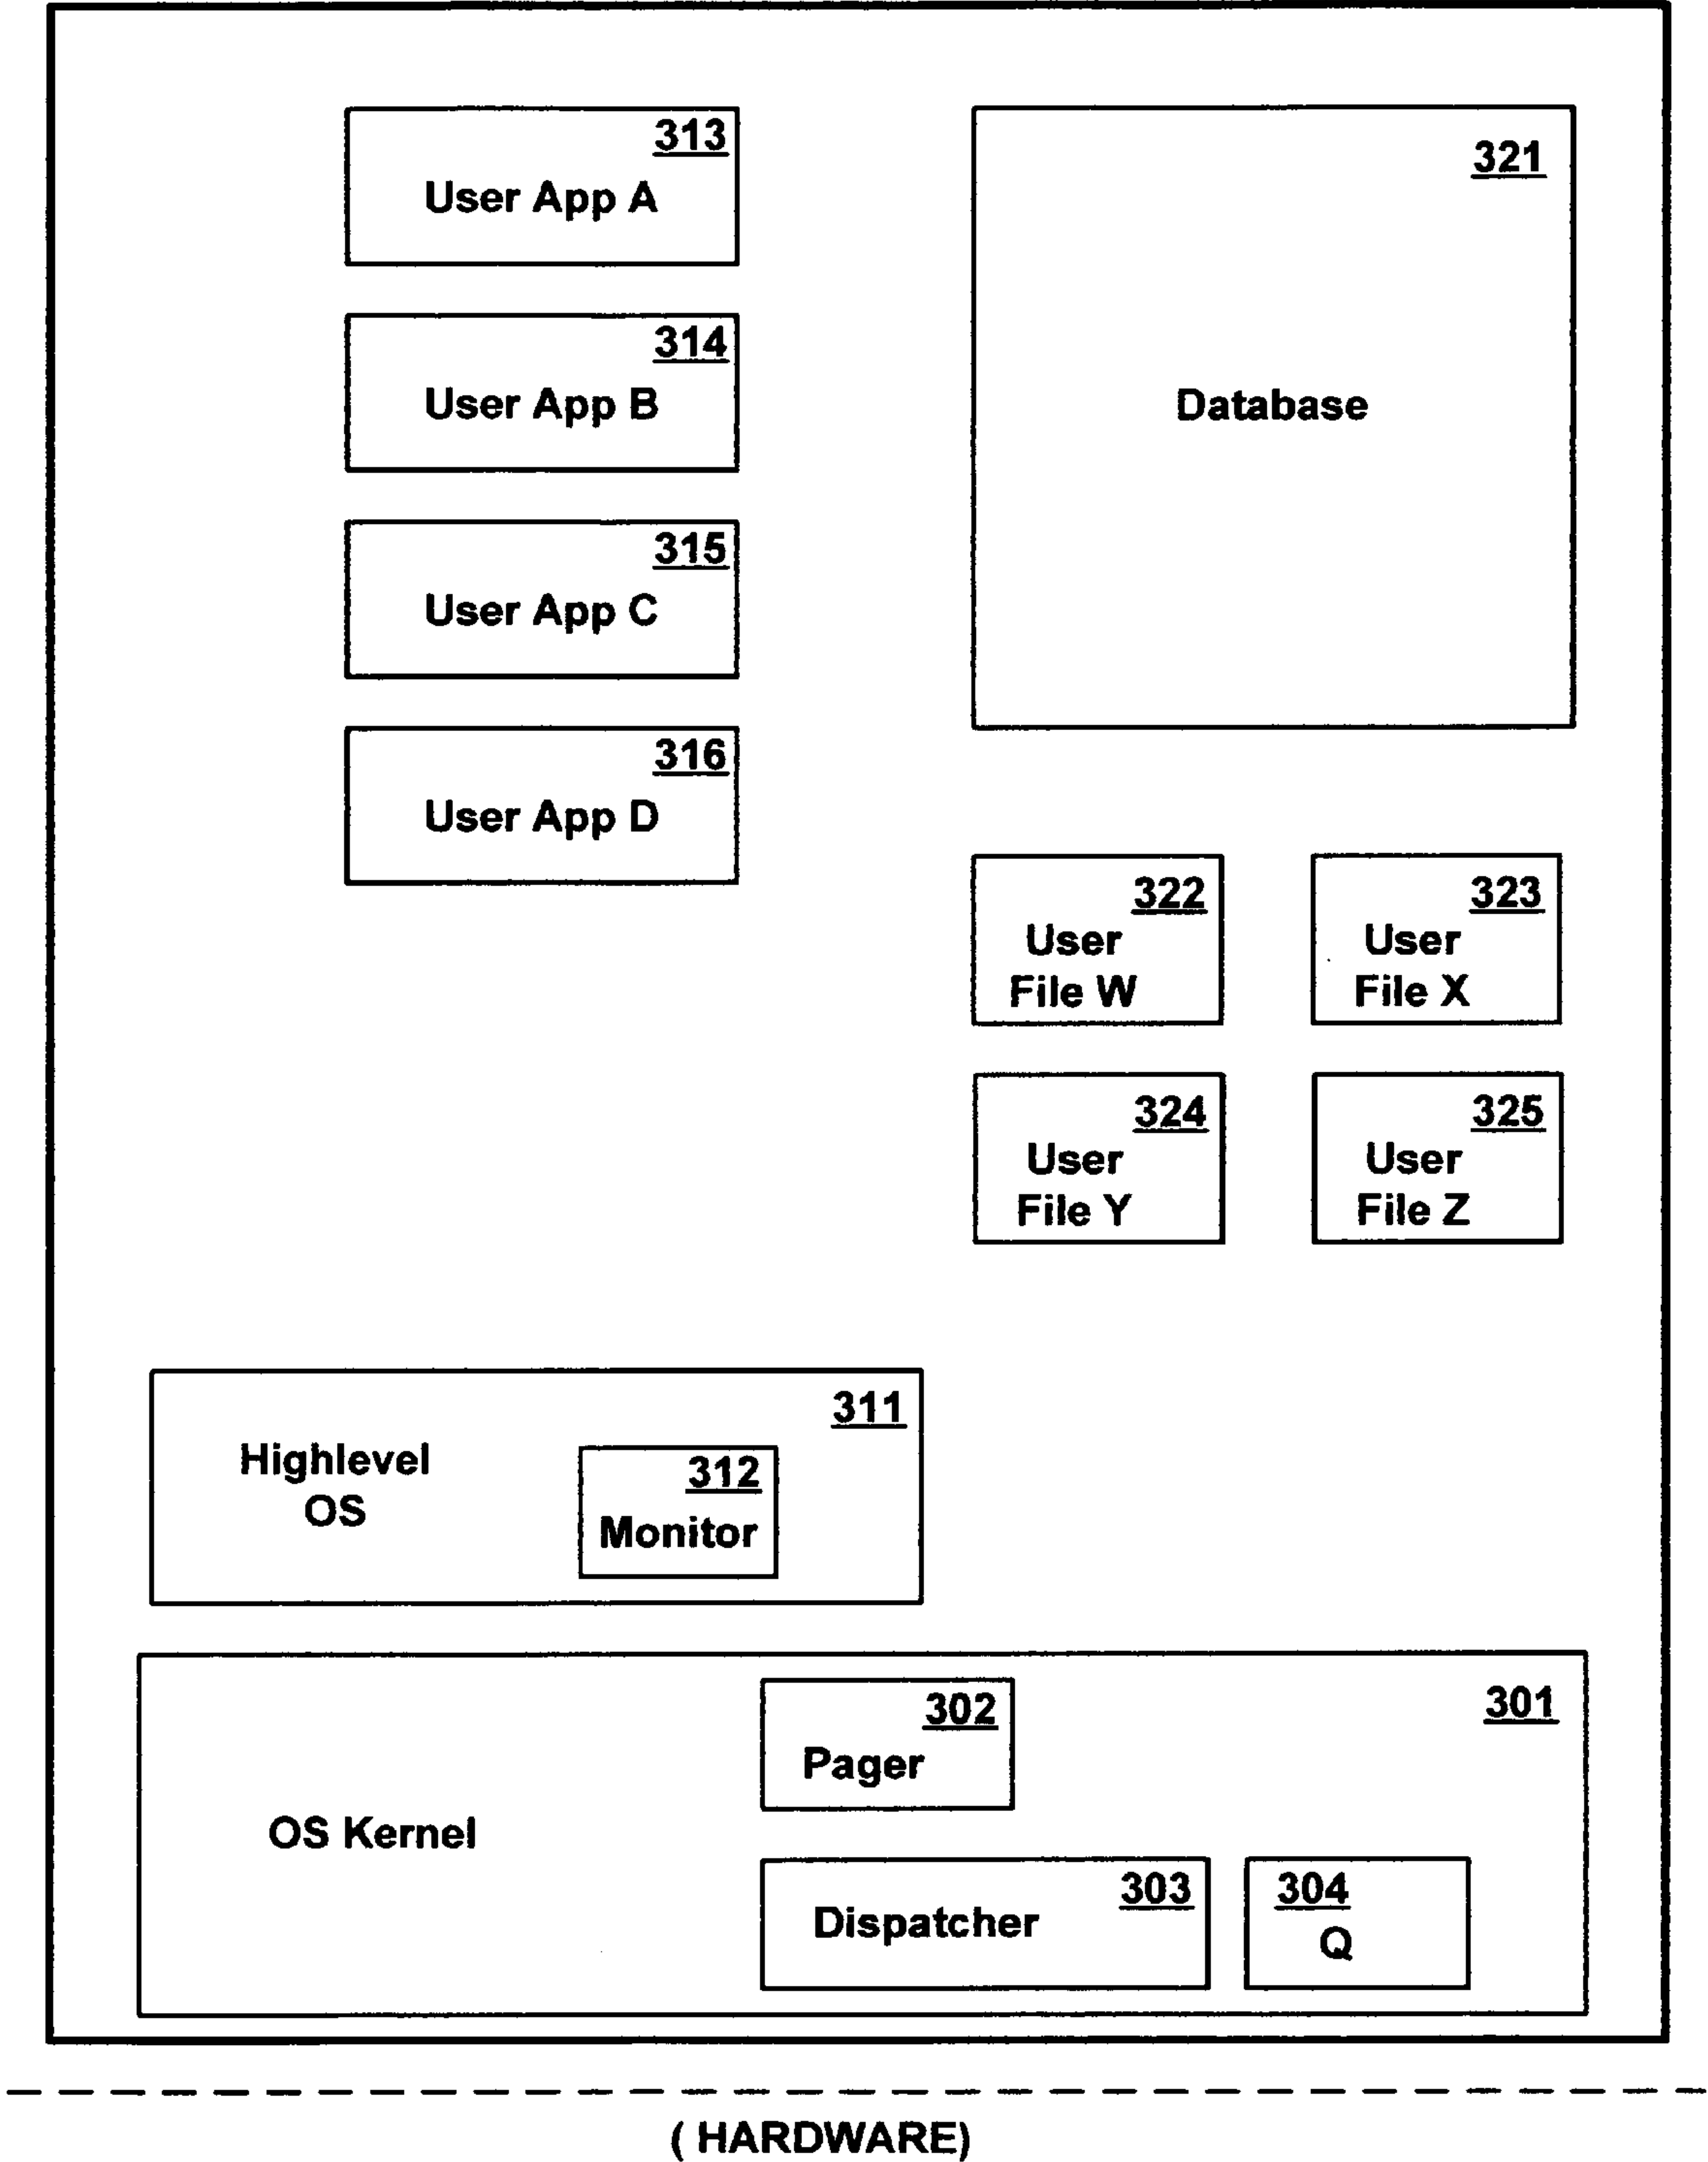 313
User App A
314
User App B
315
User App C
316
User App D
321
Database
322
User
File W
323
User
File X
324
User
File Y
325
User
File Z
311
Highlevel
OS
312
Monitor
301
OS Kernel
302
Pager
303
Dispatcher
304
Q
( HARDWARE)